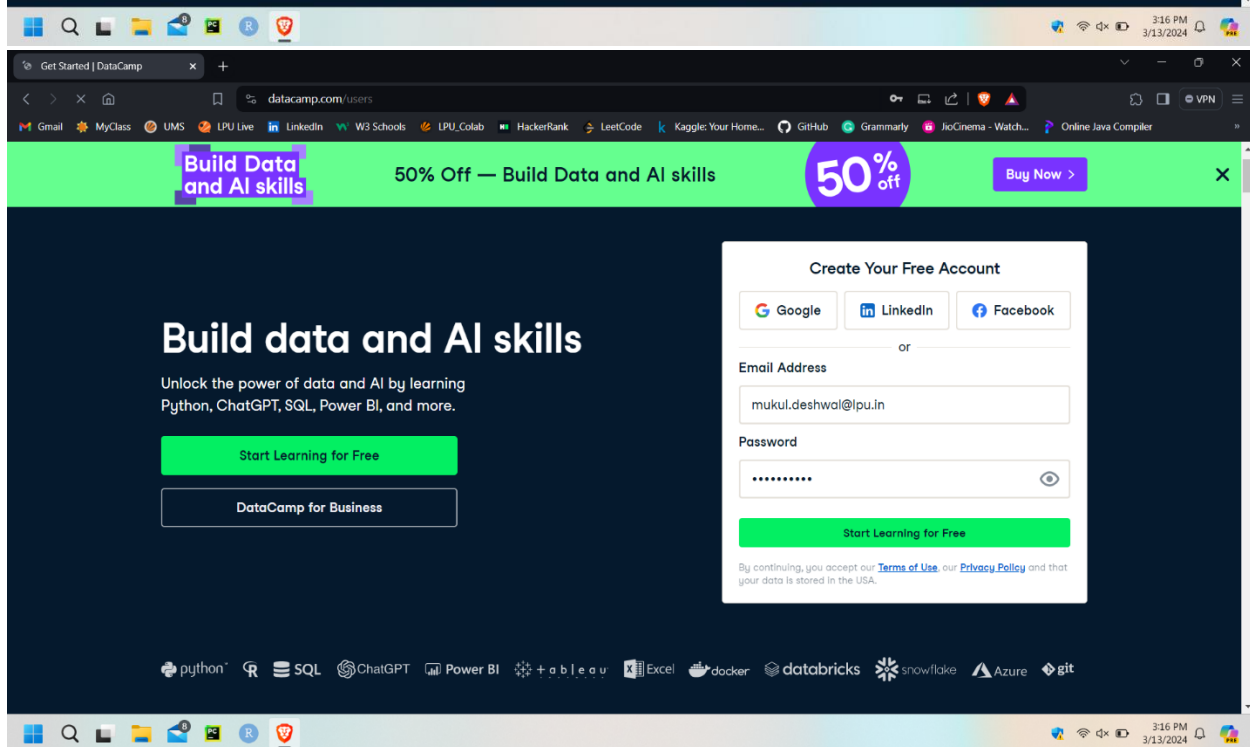 8
3:16 PM
3/13/2024
PRE
Get Started | DataCamp
datacamp.com/users
VPN
Gmail MyClass UMS LPU Live LinkedIn W3 Schools LPU_Colab HackerRank LeetCode Kaggle: Your Home... GitHub Grammarly JioCinema - Watch... Online Java Compiler »
Build Data
and AI skills
50% Off — Build Data and AI skills
50% off
Buy Now >
Create Your Free Account
Google LinkedIn Facebook
or
Build data and AI skills
Unlock the power of data and AI by learning
Python, ChatGPT, SQL, Power BI, and more.
Start Learning for Free
DataCamp for Business
Email Address
mukul.deshwal@lpu.in
Password
••••••••••
Start Learning for Free
By continuing, you accept our Terms of Use, our Privacy Policy and that
your data is stored in the USA.
python R SQL ChatGPT Power BI +ableau Excel docker databricks snowflake Azure git
8
3:16 PM
3/13/2024
PRE